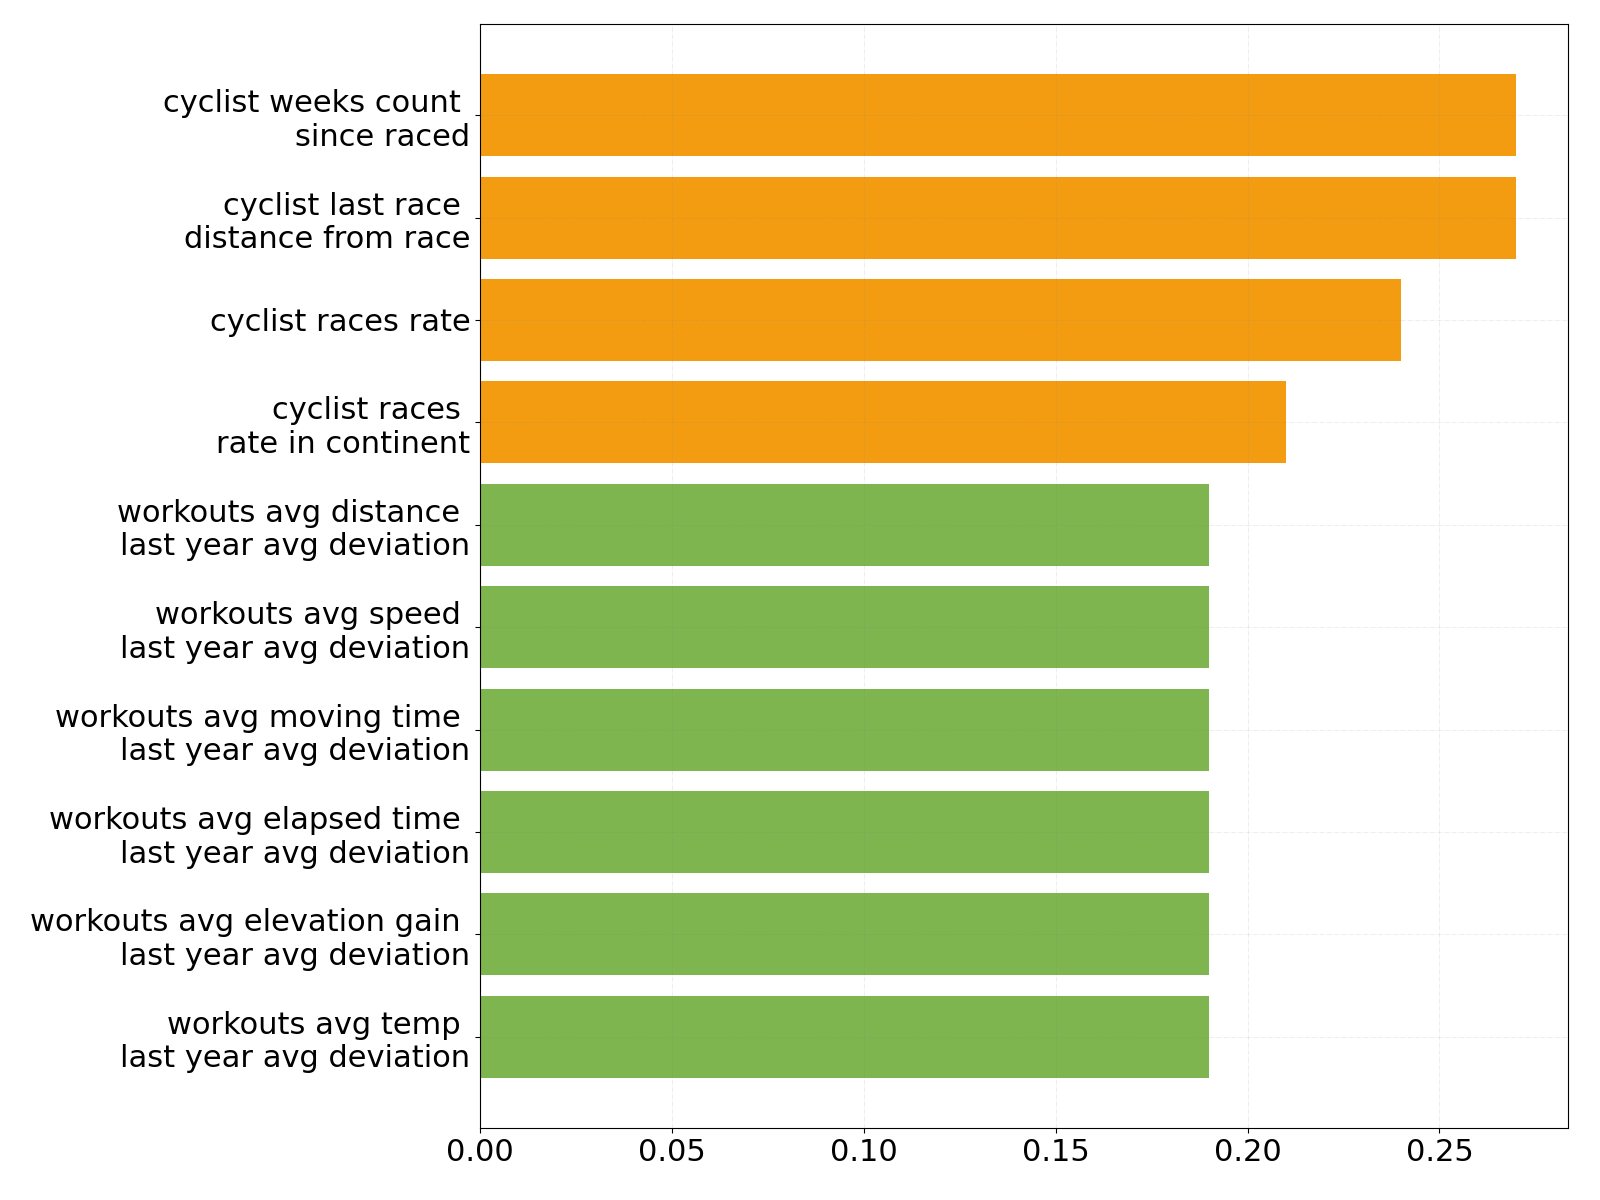 cyclist weeks count
since raced
cyclist last race
distance from race
cyclist races rate
cyclist races
rate in continent
workouts avg distance
last year avg deviation
workouts avg speed
last year avg deviation
workouts avg moving time
last year avg deviation
workouts avg elapsed time
last year avg deviation
workouts avg elevation gain
last year avg deviation
workouts avg temp
last year avg deviation
0.00 0.05 0.10 0.15 0.20 0.25